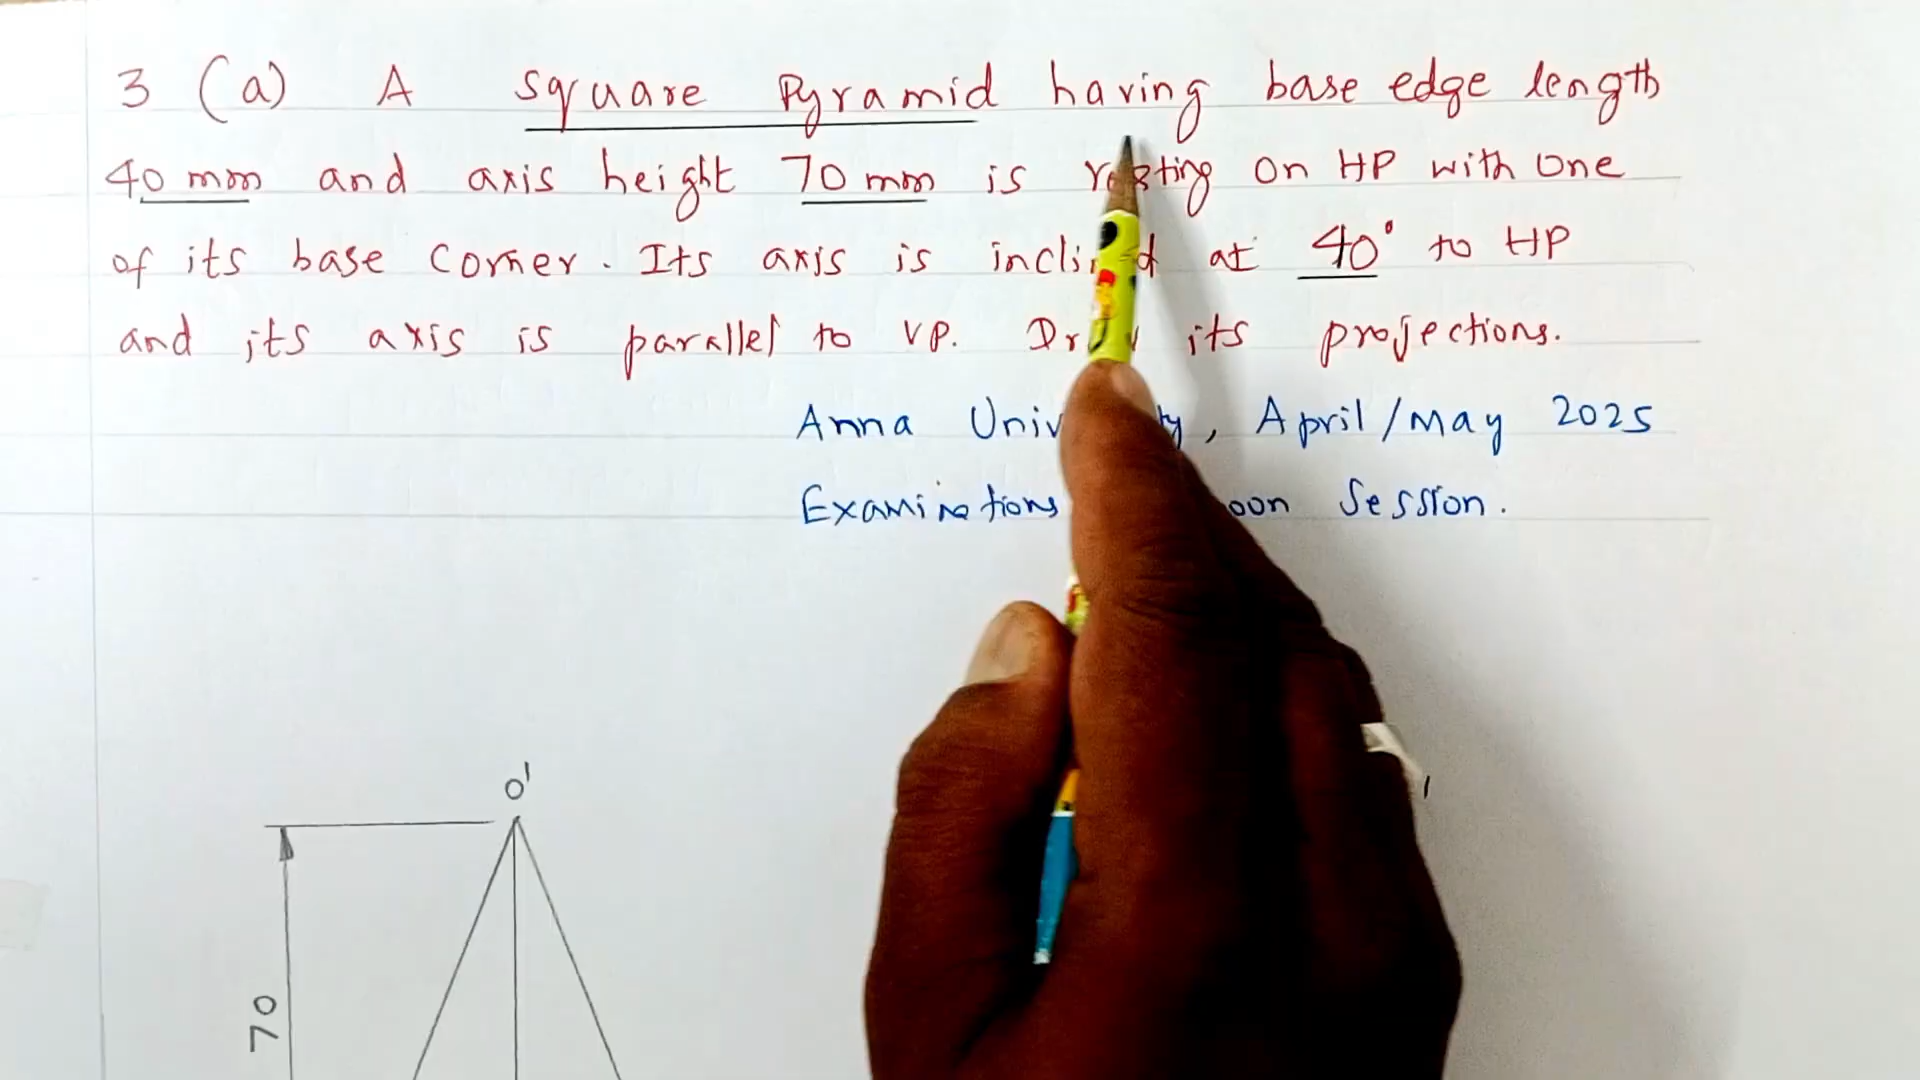 3 (a) A square pyramid having base edge length
40 mm and axis height 70 mm is resting on HP with one
of its base corner. Its axis is at 40° to HP
and its axis is parallel to VP. its projections.
Anna , April/May 2025
Examinations Session.
O'
70